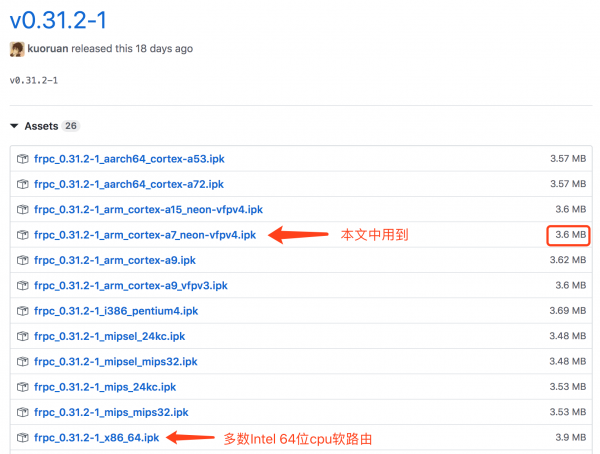 v0.31.2-1
kuoruan released this 18 days ago
v0.31.2-1
Assets 26
frpc_0.31.2-1_aarch64_cortex-a53.ipk 3.57 MB
frpc_0.31.2-1_aarch64_cortex-a72.ipk 3.57 MB
frpc_0.31.2-1_arm_cortex-a15_neon-vfpv4.ipk 3.6 MB
frpc_0.31.2-1_arm_cortex-a7_neon-vfpv4.ipk 本文中用到 3.6 MB
frpc_0.31.2-1_arm_cortex-a9.ipk 3.62 MB
frpc_0.31.2-1_arm_cortex-a9_vfpv3.ipk 3.6 MB
frpc_0.31.2-1_i386_pentium4.ipk 3.69 MB
frpc_0.31.2-1_mipsel_24kc.ipk 3.48 MB
frpc_0.31.2-1_mipsel_mips32.ipk 3.48 MB
frpc_0.31.2-1_mips_24kc.ipk 3.53 MB
frpc_0.31.2-1_mips_mips32.ipk 3.53 MB
frpc_0.31.2-1_x86_64.ipk 多数Intel 64位cpu软路由 3.9 MB